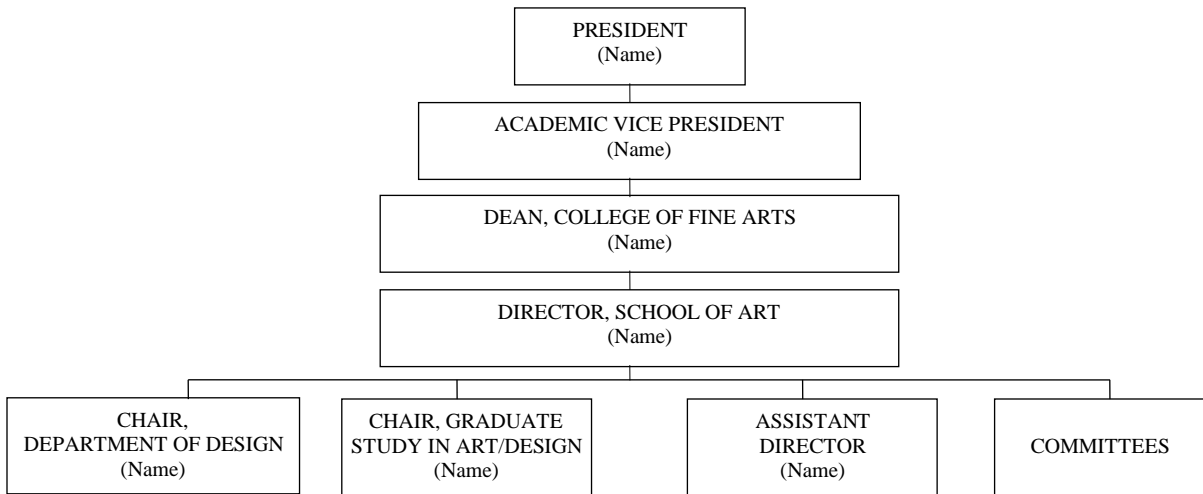 PRESIDENT
(Name)
ACADEMIC VICE PRESIDENT
(Name)
DEAN, COLLEGE OF FINE ARTS
(Name)
DIRECTOR, SCHOOL OF ART
(Name)
CHAIR,
DEPARTMENT OF DESIGN
(Name)
CHAIR, GRADUATE
STUDY IN ART/DESIGN
(Name)
ASSISTANT
DIRECTOR
(Name)
COMMITTEES